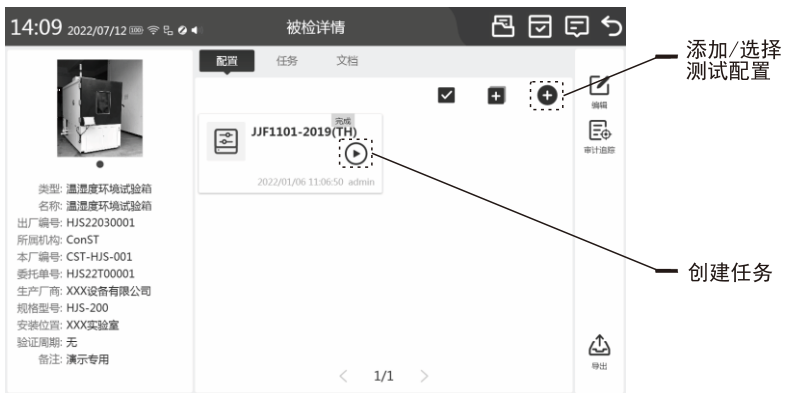 14:09 2022/07/12
被检详情
配置 任务 文档
添加/选择
测试配置
编辑
完成
JJF1101-2019(TH)
审计追踪
2022/01/06 11:06:50 admin
类型: 温湿度环境试验箱
名称: 温湿度环境试验箱
出厂编号: HJS22030001
所属机构: ConST
本厂编号: CST-HJS-001
委托单号: HJS22T00001
生产厂商: XXX设备有限公司
规格型号: HJS-200
安装位置: XXX实验室
验证周期: 无
备注: 演示专用
创建任务
导出
1/1